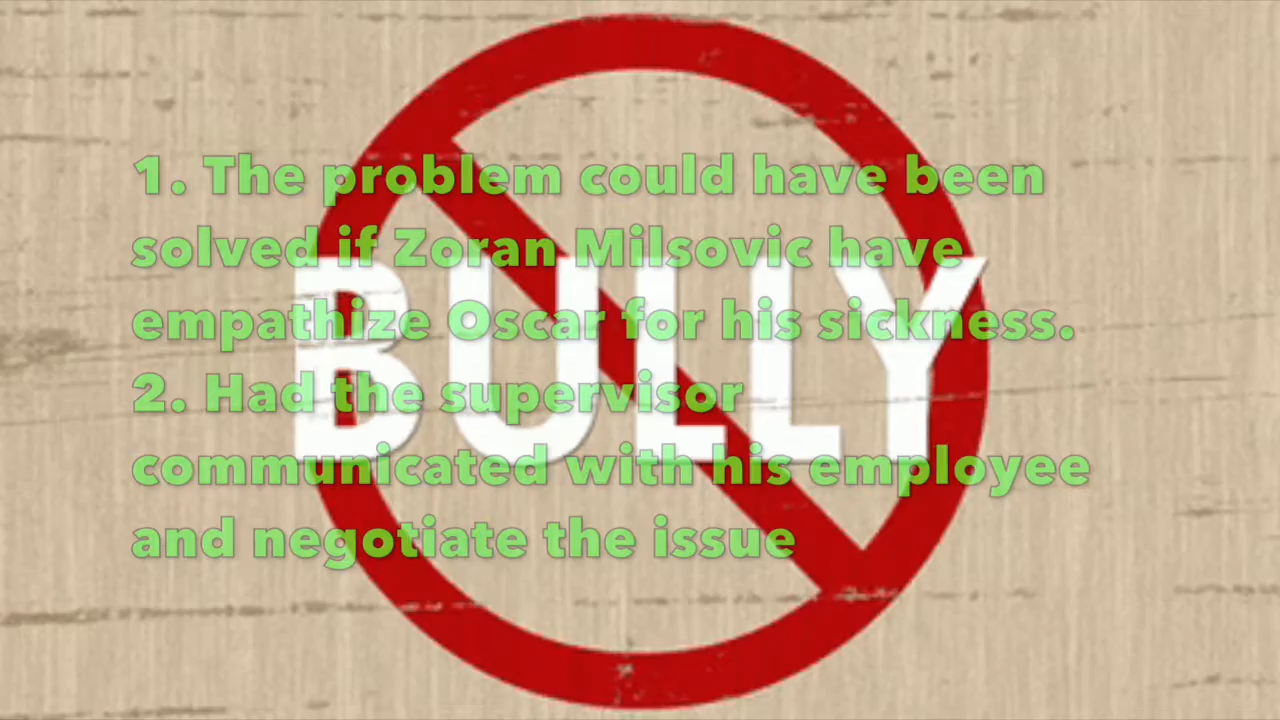 1. The problem could have been
solved if Zoran Milsovic have
BULLY
empathize Oscar for his sickness.
2. Had the supervisor
communicated with his employee
and negotiate the issue